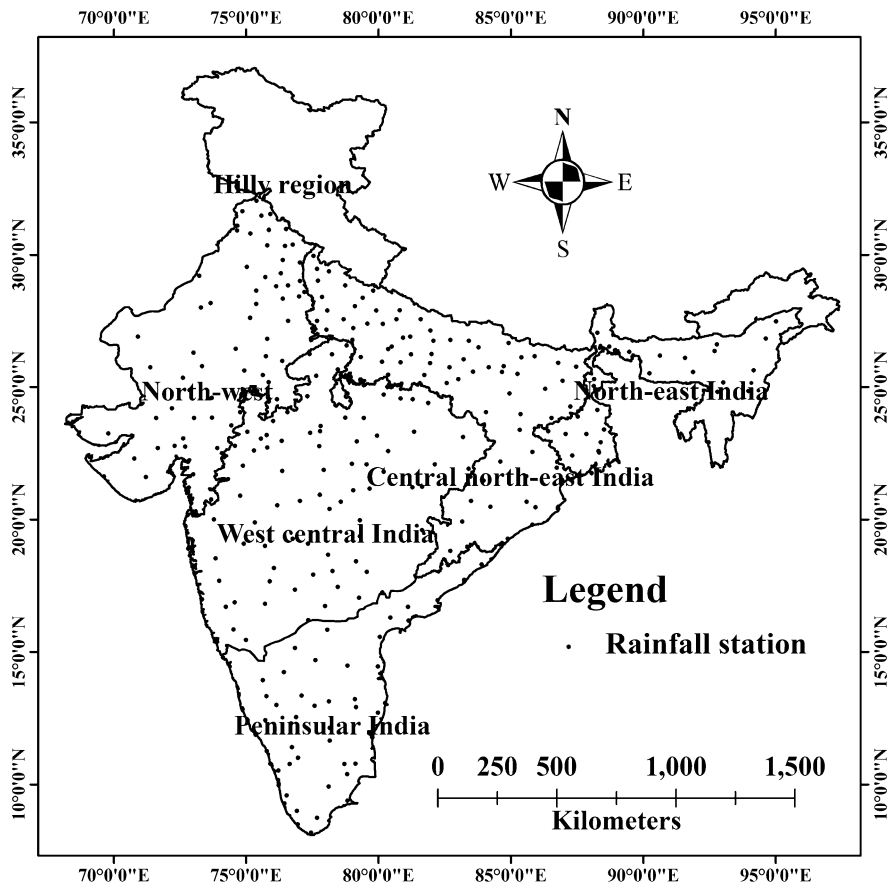 70°0'0"E 75°0'0"E 80°0'0"E 85°0'0"E 90°0'0"E 95°0'0"E
35°0'0"N 35°0'0"N
N
W E
S
Hilly region
30°0'0"N 30°0'0"N
North-west North-east India
25°0'0"N 25°0'0"N
Central north-east India
West central India
20°0'0"N 20°0'0"N
Legend
Rainfall station
15°0'0"N 15°0'0"N
Peninsular India
0 250 500 1,000 1,500
Kilometers
10°0'0"N 10°0'0"N
70°0'0"E 75°0'0"E 80°0'0"E 85°0'0"E 90°0'0"E 95°0'0"E